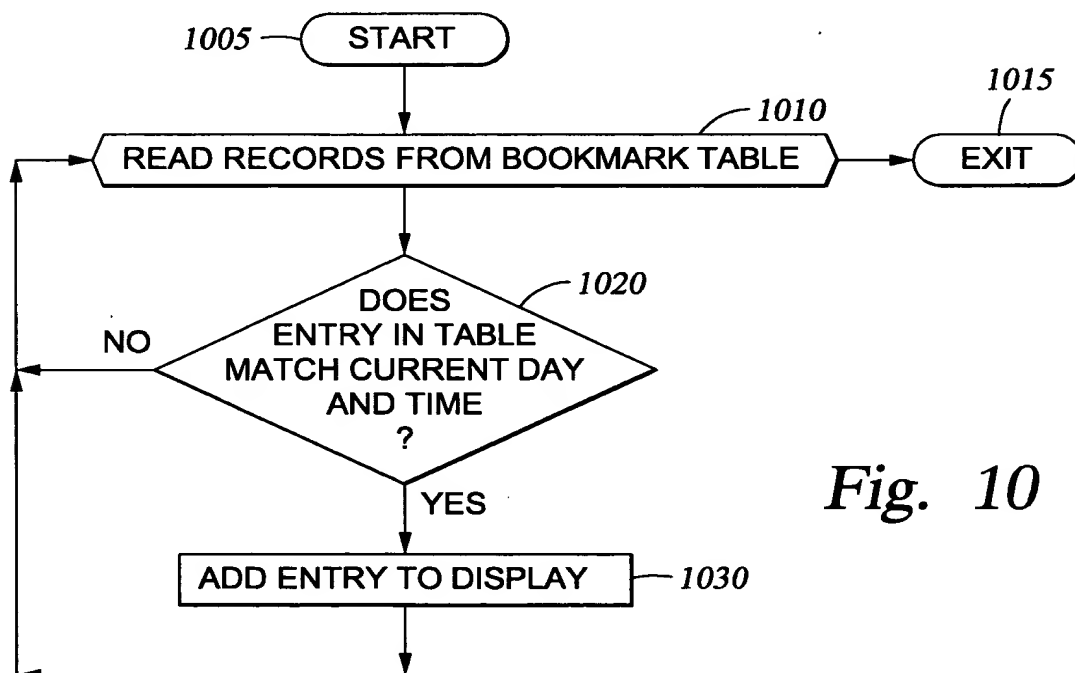 1005
START
1010
1015
READ RECORDS FROM BOOKMARK TABLE
EXIT
1020
DOES
ENTRY IN TABLE
MATCH CURRENT DAY
AND TIME
?
NO
YES
Fig. 10
ADD ENTRY TO DISPLAY
1030